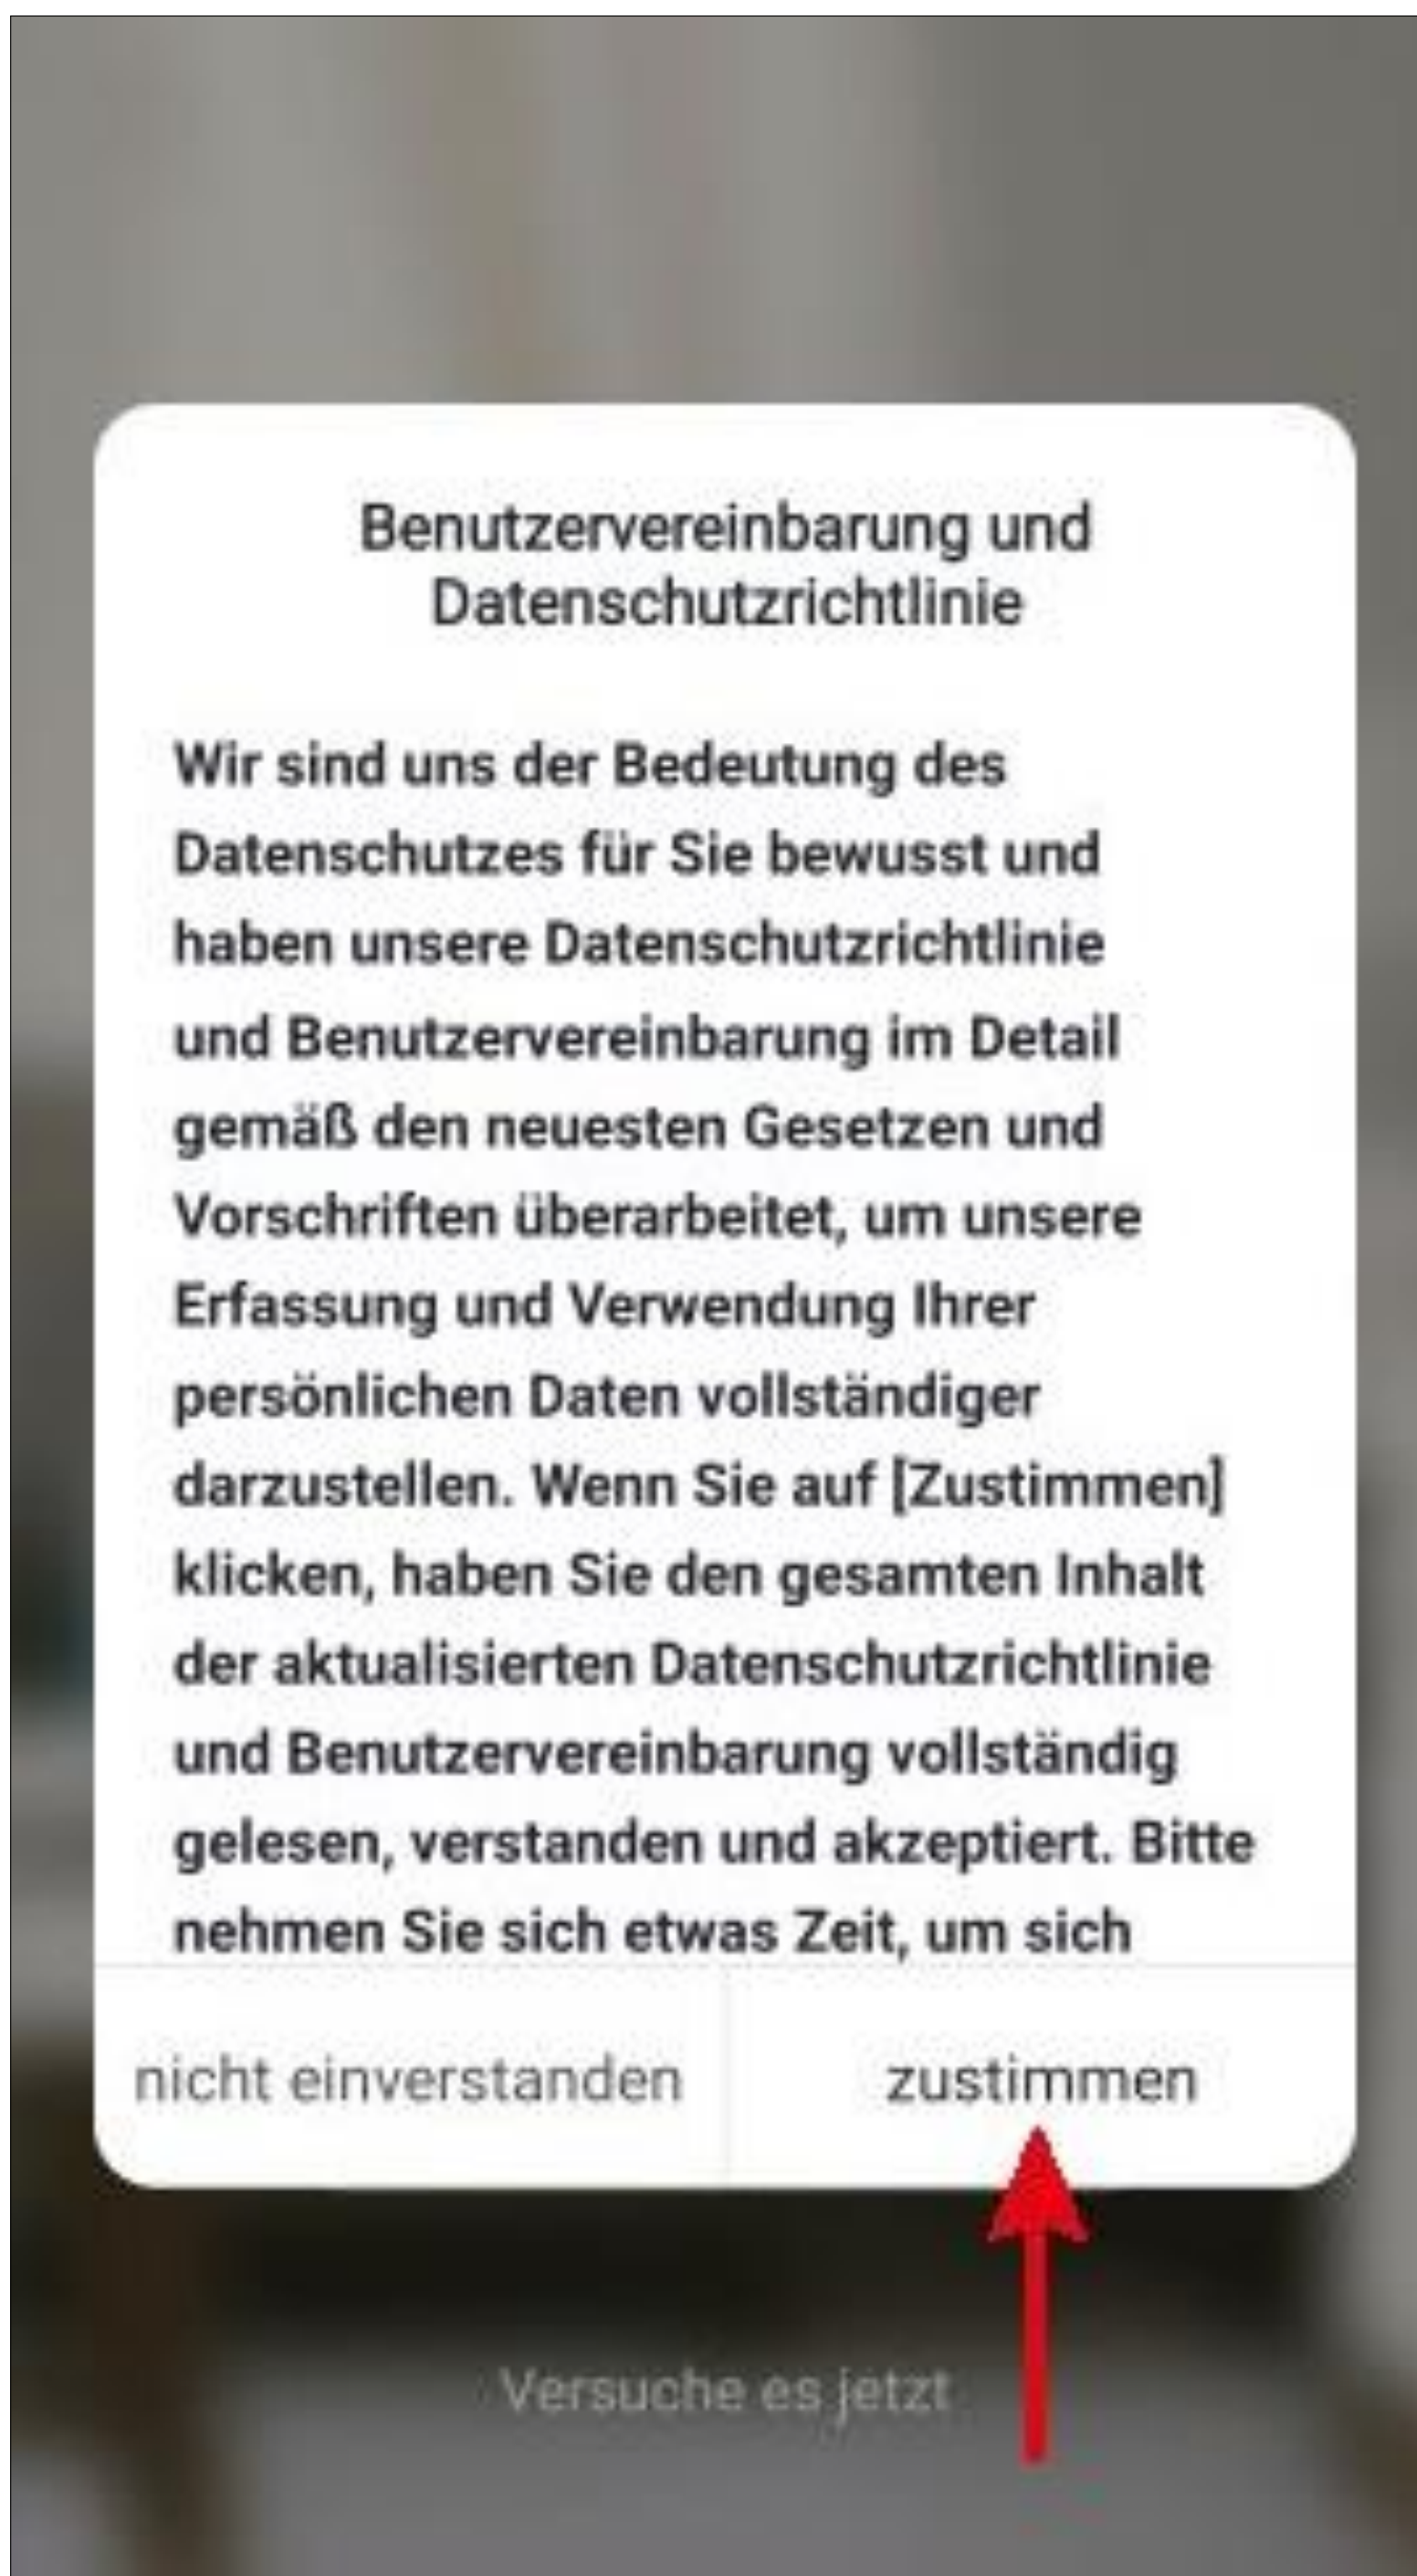 Benutzervereinbarung und
Datenschutzrichtlinie
Wir sind uns der Bedeutung des
Datenschutzes für Sie bewusst und
haben unsere Datenschutzrichtlinie
und Benutzervereinbarung im Detail
gemäß den neuesten Gesetzen und
Vorschriften überarbeitet, um unsere
Erfassung und Verwendung Ihrer
persönlichen Daten vollständiger
darzustellen. Wenn Sie auf [Zustimmen]
klicken, haben Sie den gesamten Inhalt
der aktualisierten Datenschutzrichtlinie
und Benutzervereinbarung vollständig
gelesen, verstanden und akzeptiert. Bitte
nehmen Sie sich etwas Zeit, um sich
nicht einverstanden
zustimmen
Versuche es jetzt